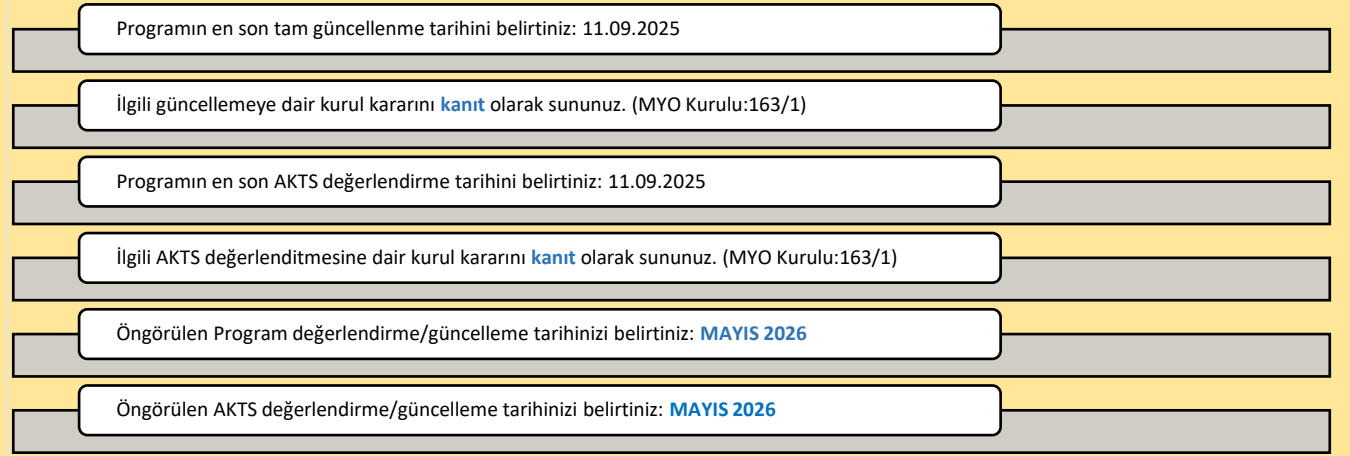 Programın en son tam güncellenme tarihini belirtiniz: 11.09.2025
İlgili güncellemeye dair kurul kararını kanıt olarak sununuz. (MYO Kurulu:163/1)
Programın en son AKTS değerlendirme tarihini belirtiniz: 11.09.2025
İlgili AKTS değerlenditmesine dair kurul kararını kanıt olarak sununuz. (MYO Kurulu:163/1)
Öngörülen Program değerlendirme/güncelleme tarihinizi belirtiniz: MAYIS 2026
Öngörülen AKTS değerlendirme/güncelleme tarihinizi belirtiniz: MAYIS 2026